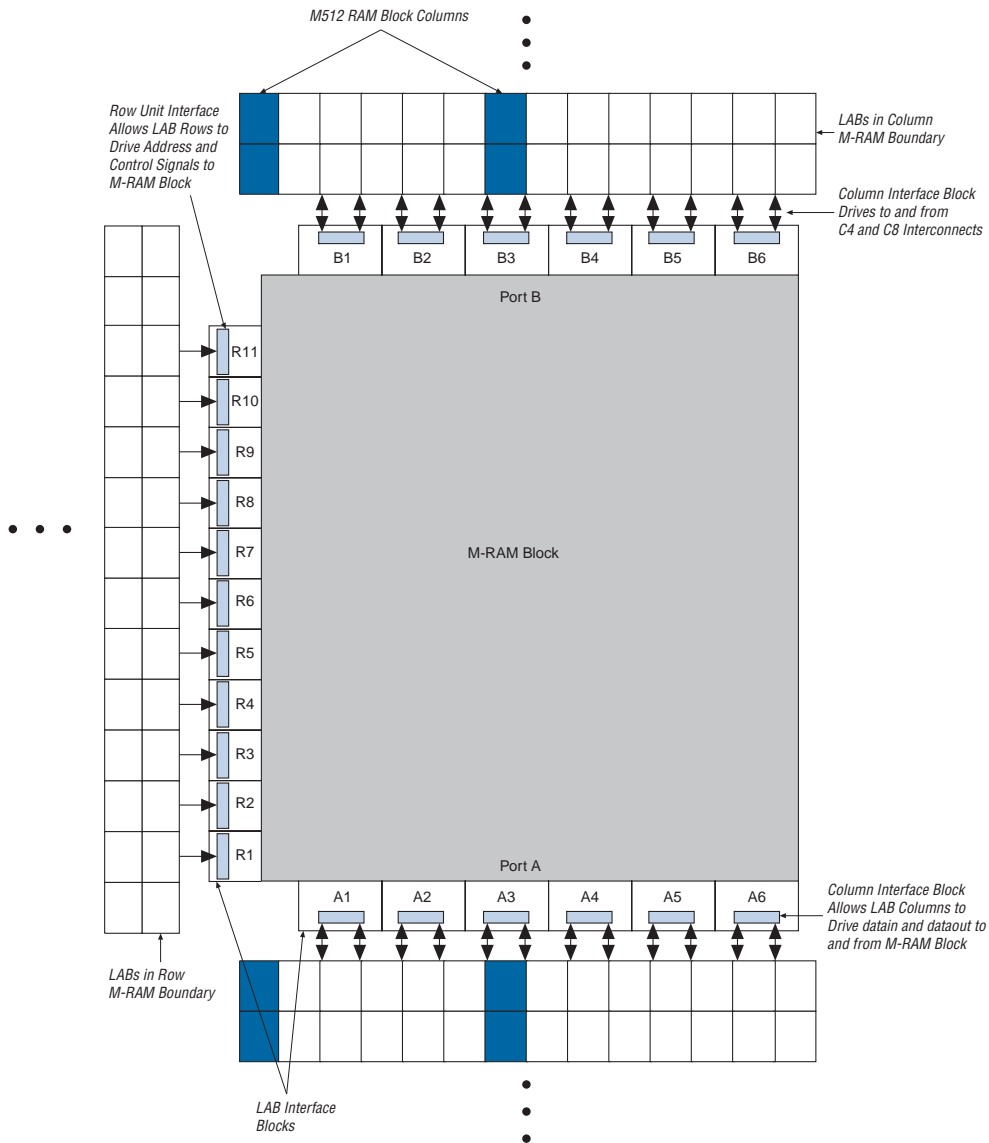 M512 RAM Block Columns
Row Unit Interface
Allows LAB Rows to
Drive Address and
Control Signals to
M-RAM Block
LABs in Column
M-RAM Boundary
Column Interface Block
Drives to and from
C4 and C8 Interconnects
B1 B2 B3 B4 B5 B6
Port B
R11
R10
R9
R8
R7
M-RAM Block
R6
R5
R4
R3
R2
R1
Port A
A1 A2 A3 A4 A5 A6
Column Interface Block
Allows LAB Columns to
Drive datain and dataout to
and from M-RAM Block
LABs in Row
M-RAM Boundary
LAB Interface
Blocks